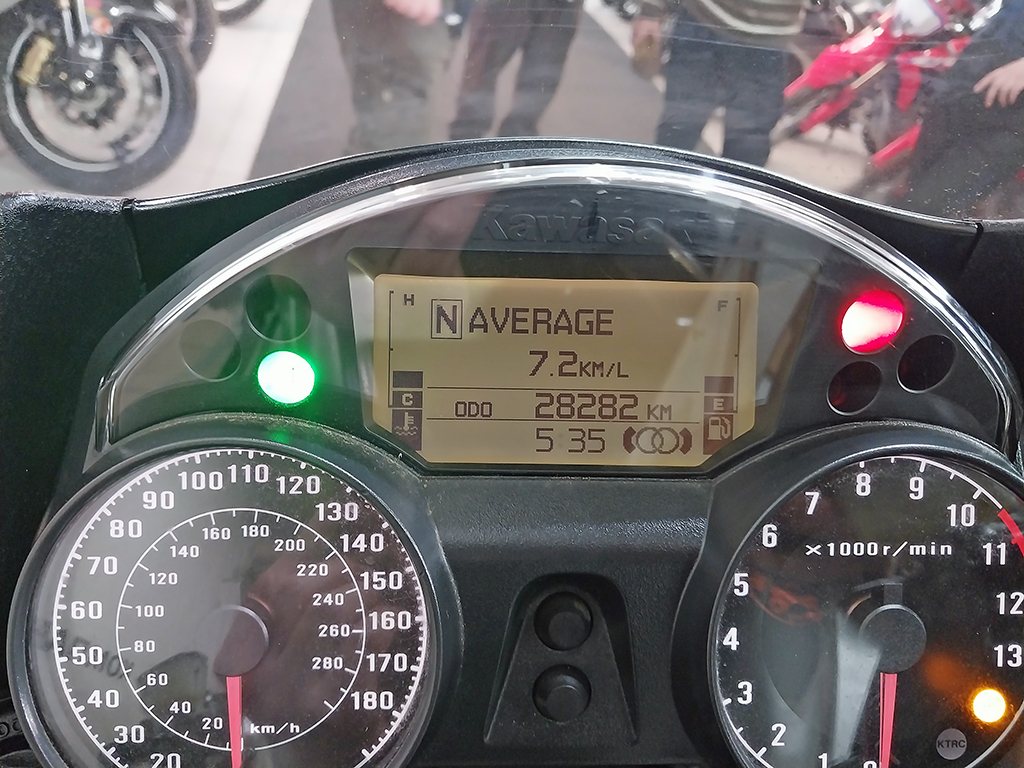 Kawasaki
H
F
N AVERAGE
7.2KM/L
C
E
ODO 28282 KM
5:35
20 30 40 50 60 70 80 90 100 110 120 130 140 150 160 170 180
20 40 60 80 100 120 140 160 180 200 220 240 260 280
km/h
1 2 3 4 5 6 7 8 9 10 11 12 13
×1000r/min
KTRC